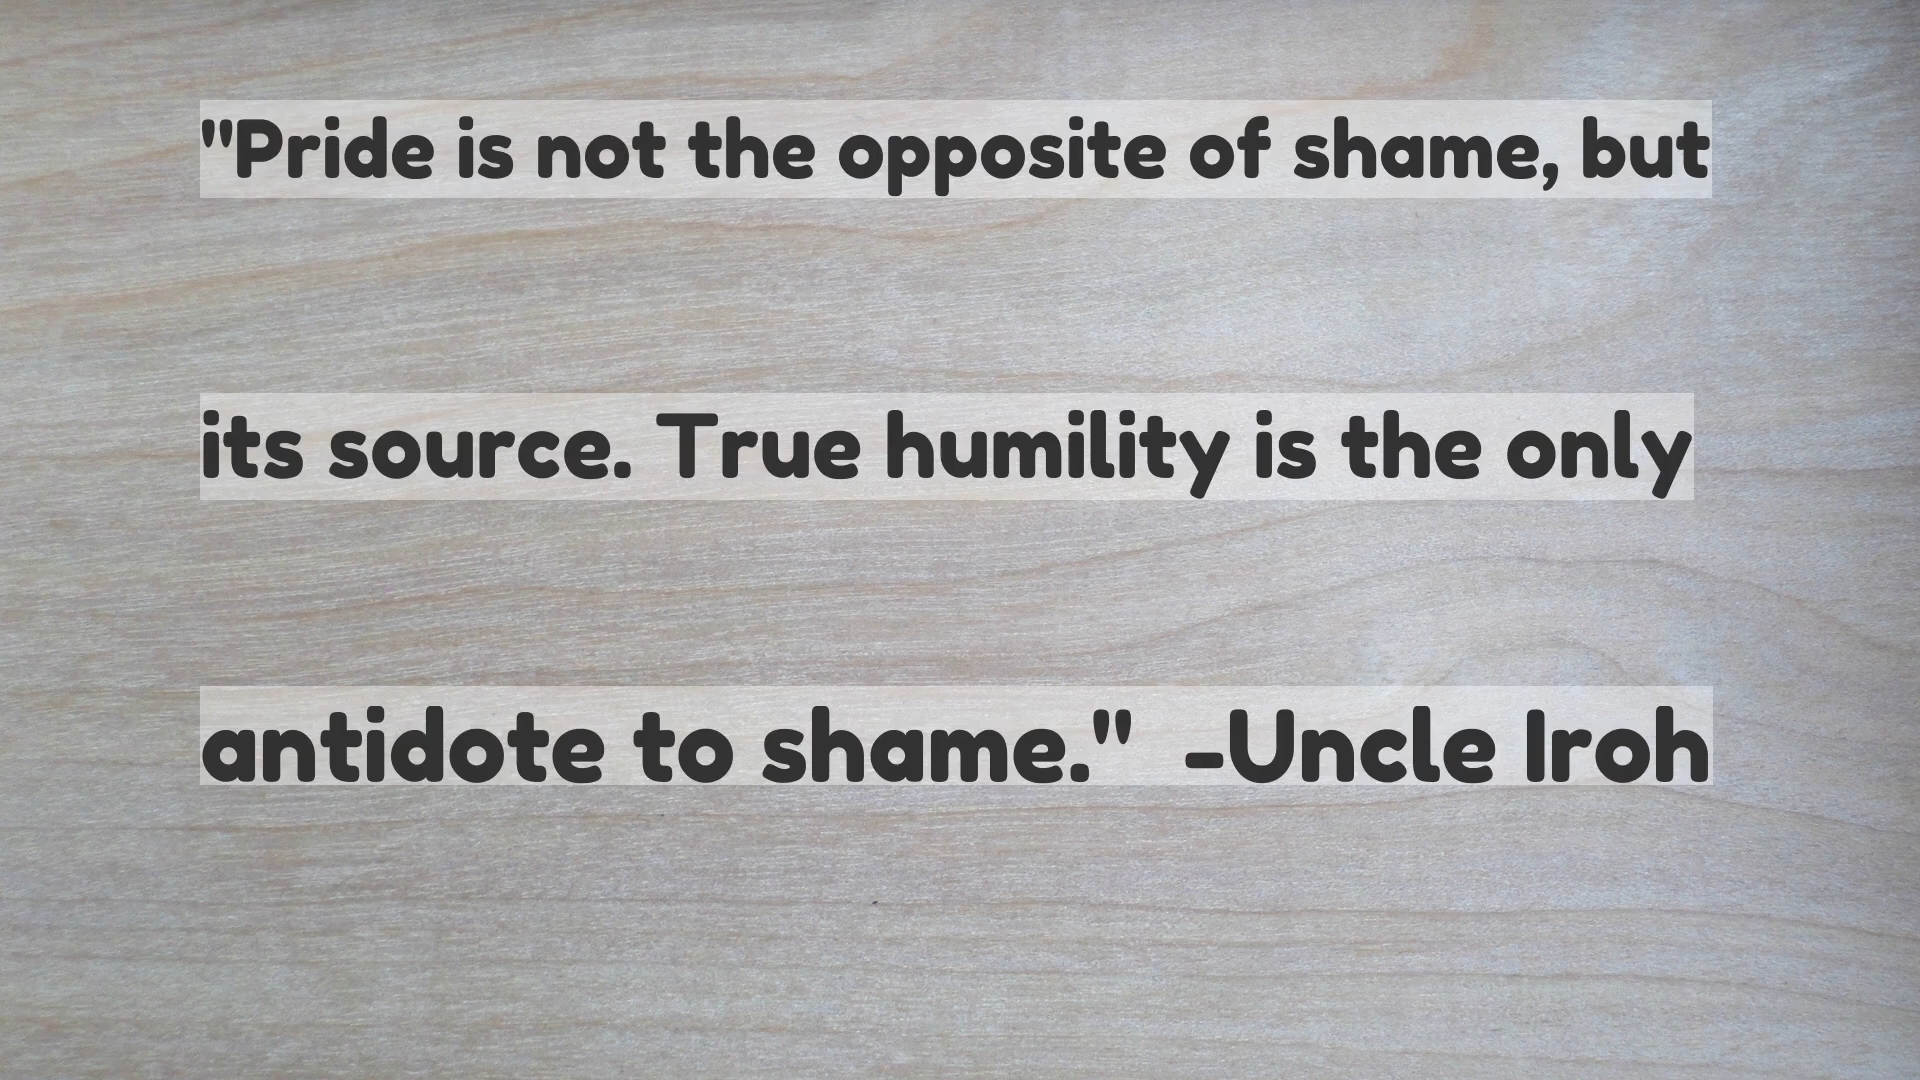 "Pride is not the opposite of shame, but
its source. True humility is the only
antidote to shame."  -Uncle Iroh